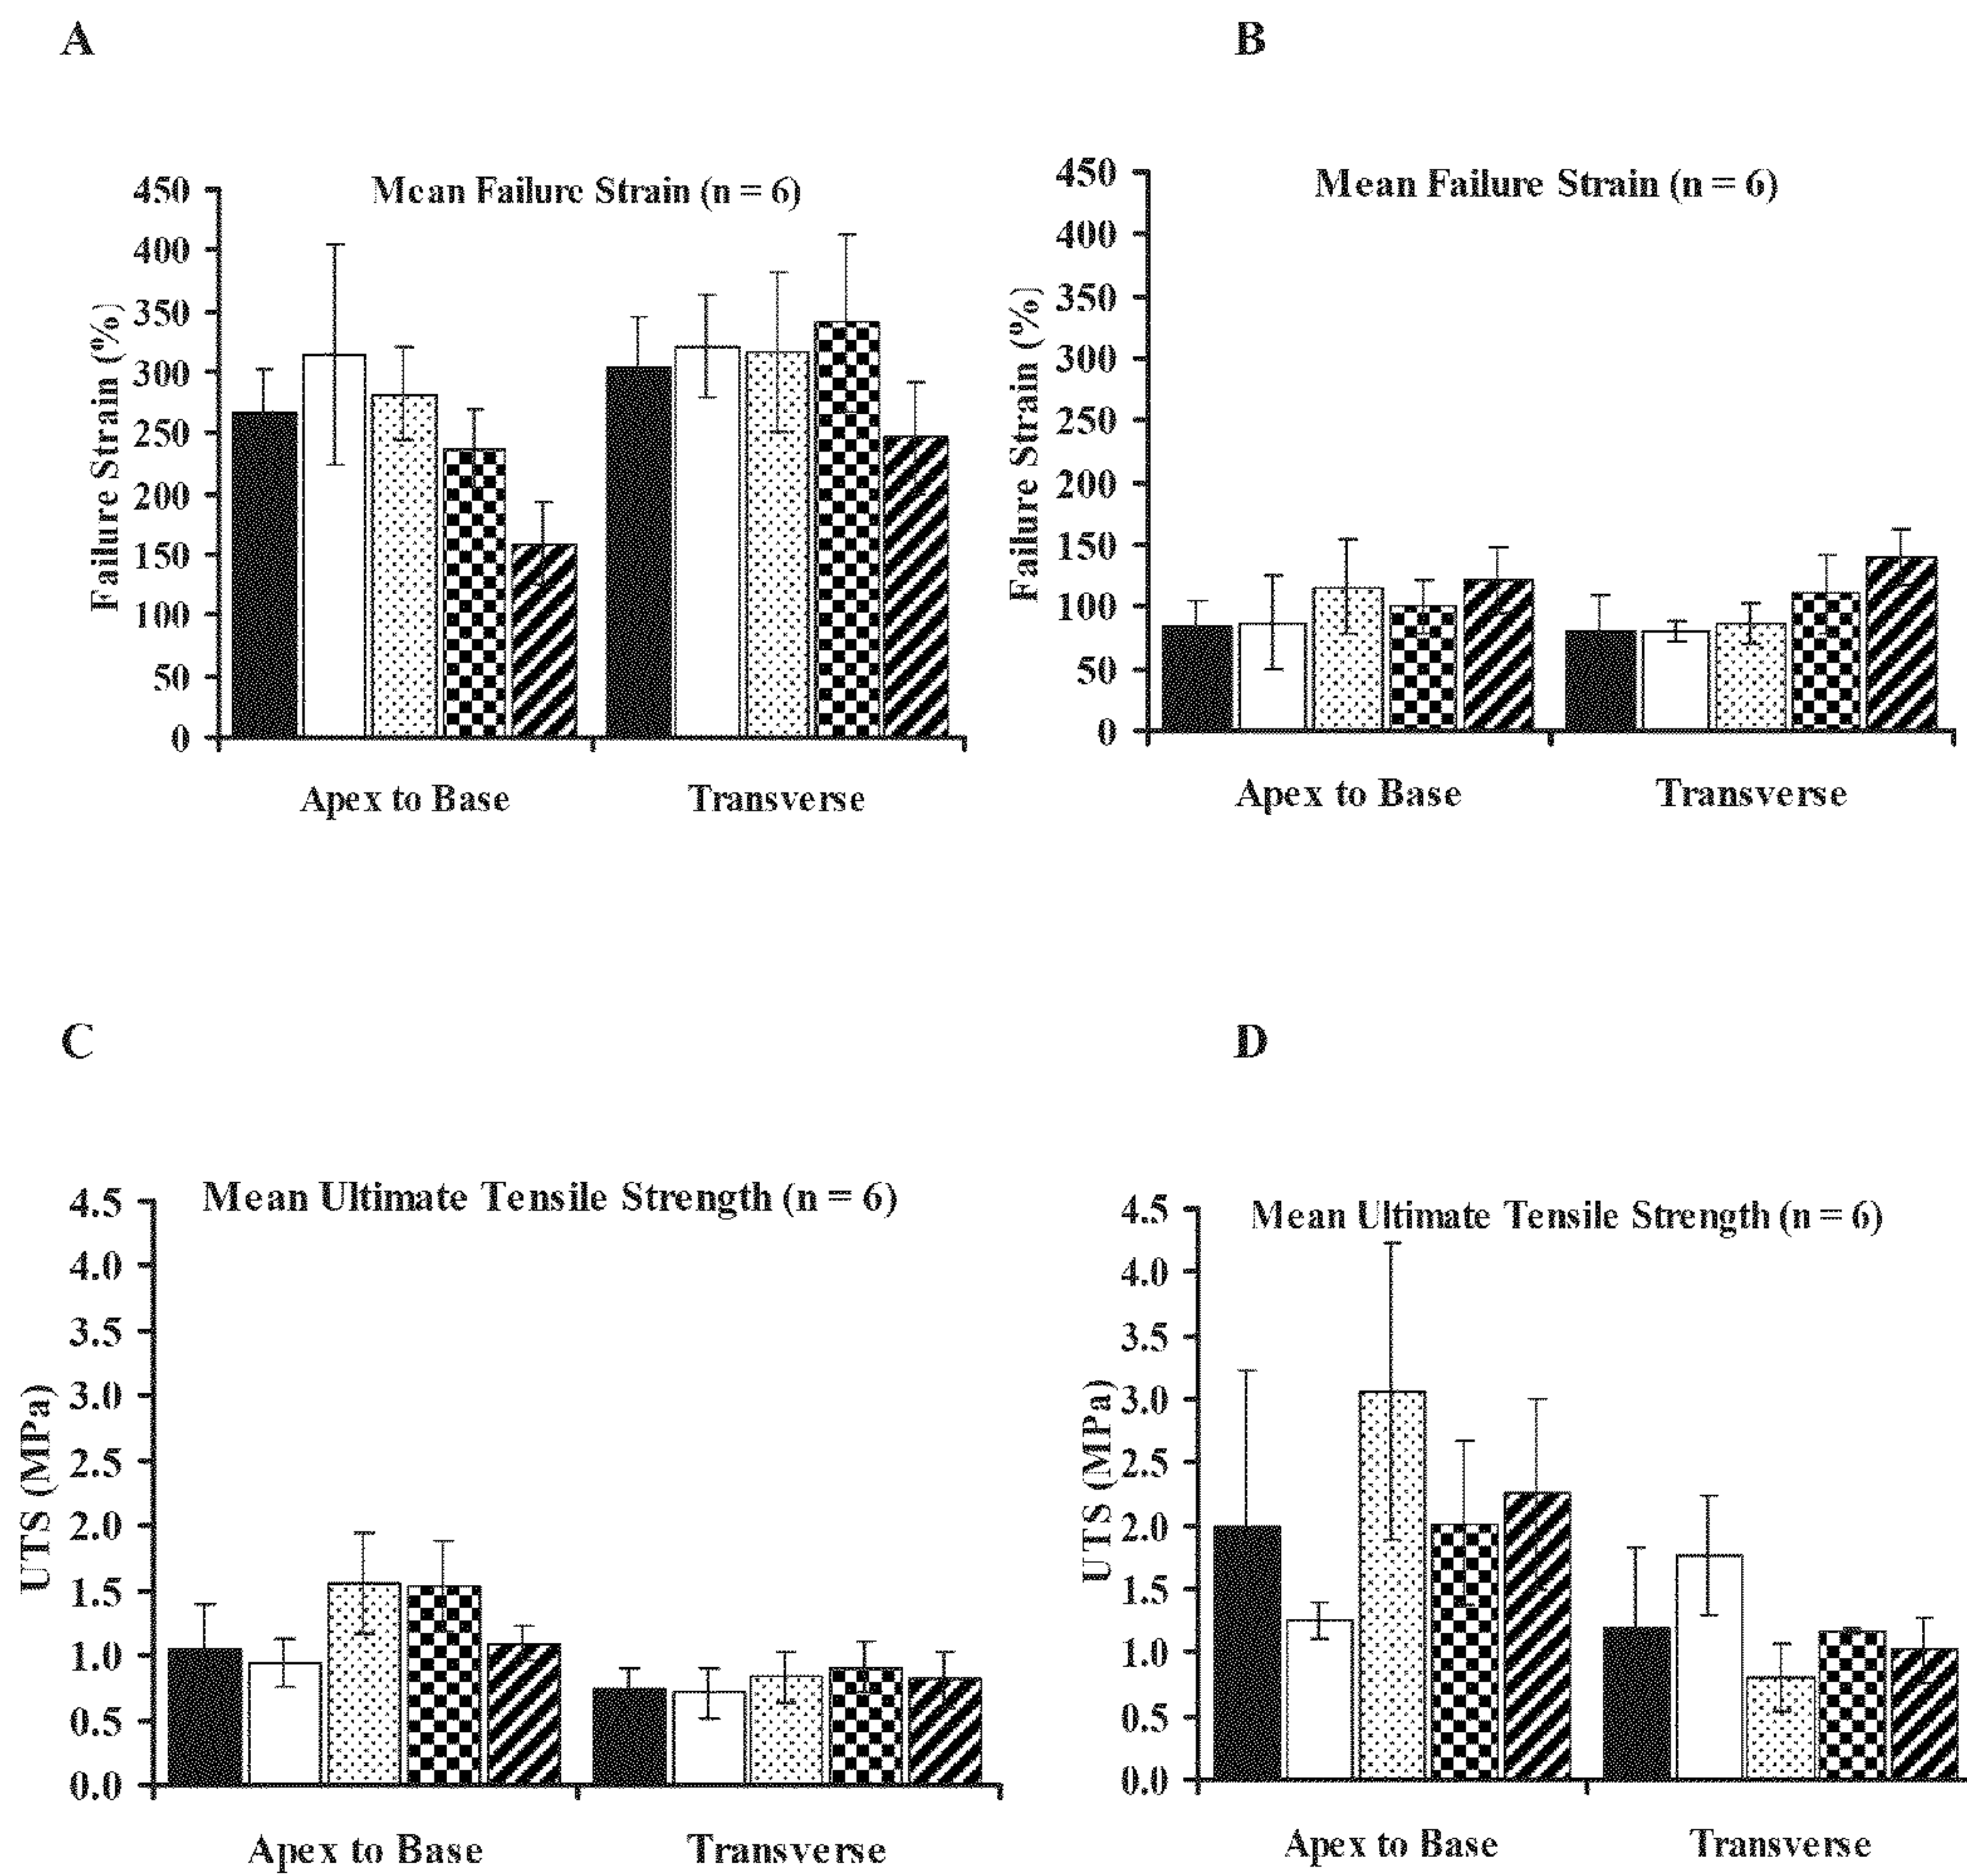 A
Mean Failure Strain (n = 6)
Failure Strain (%)
450
400
350
300
250
200
150
100
50
0
Apex to Base
Transverse
B
Mean Failure Strain (n = 6)
Failure Strain (%)
450
400
350
300
250
200
150
100
50
0
Apex to Base
Transverse
C
Mean Ultimate Tensile Strength (n = 6)
UTS (MPa)
4.5
4.0
3.5
3.0
2.5
2.0
1.5
1.0
0.5
0.0
Apex to Base
Transverse
D
Mean Ultimate Tensile Strength (n = 6)
UTS (MPa)
4.5
4.0
3.5
3.0
2.5
2.0
1.5
1.0
0.5
0.0
Apex to Base
Transverse